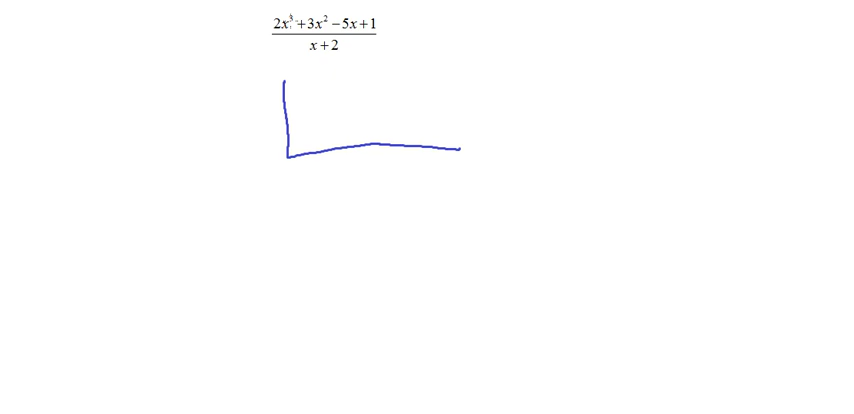 2x³ + 3x² − 5x + 1
x + 2